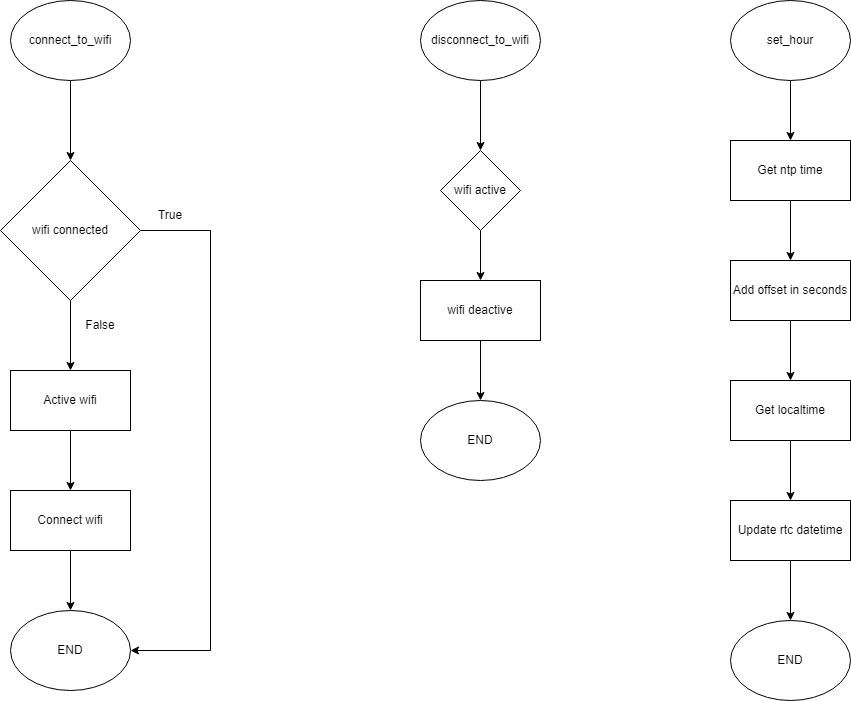 connect_to_wifi
wifi connected
True
False
Active wifi
Connect wifi
END
disconnect_to_wifi
wifi active
wifi deactive
END
set_hour
Get ntp time
Add offset in seconds
Get localtime
Update rtc datetime
END